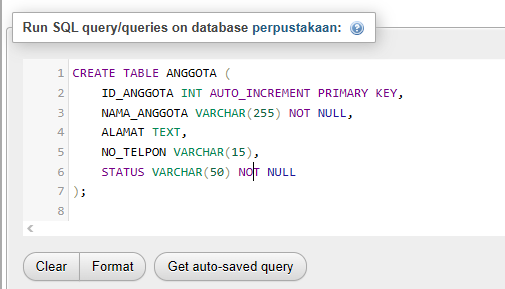 Run SQL query/queries on database perpustakaan:
1 CREATE TABLE ANGGOTA (
2 ID_ANGGOTA INT AUTO_INCREMENT PRIMARY KEY,
3 NAMA_ANGGOTA VARCHAR(255) NOT NULL,
4 ALAMAT TEXT,
5 NO_TELPON VARCHAR(15),
6 STATUS VARCHAR(50) NOT NULL
7 );
8
Clear Format Get auto-saved query